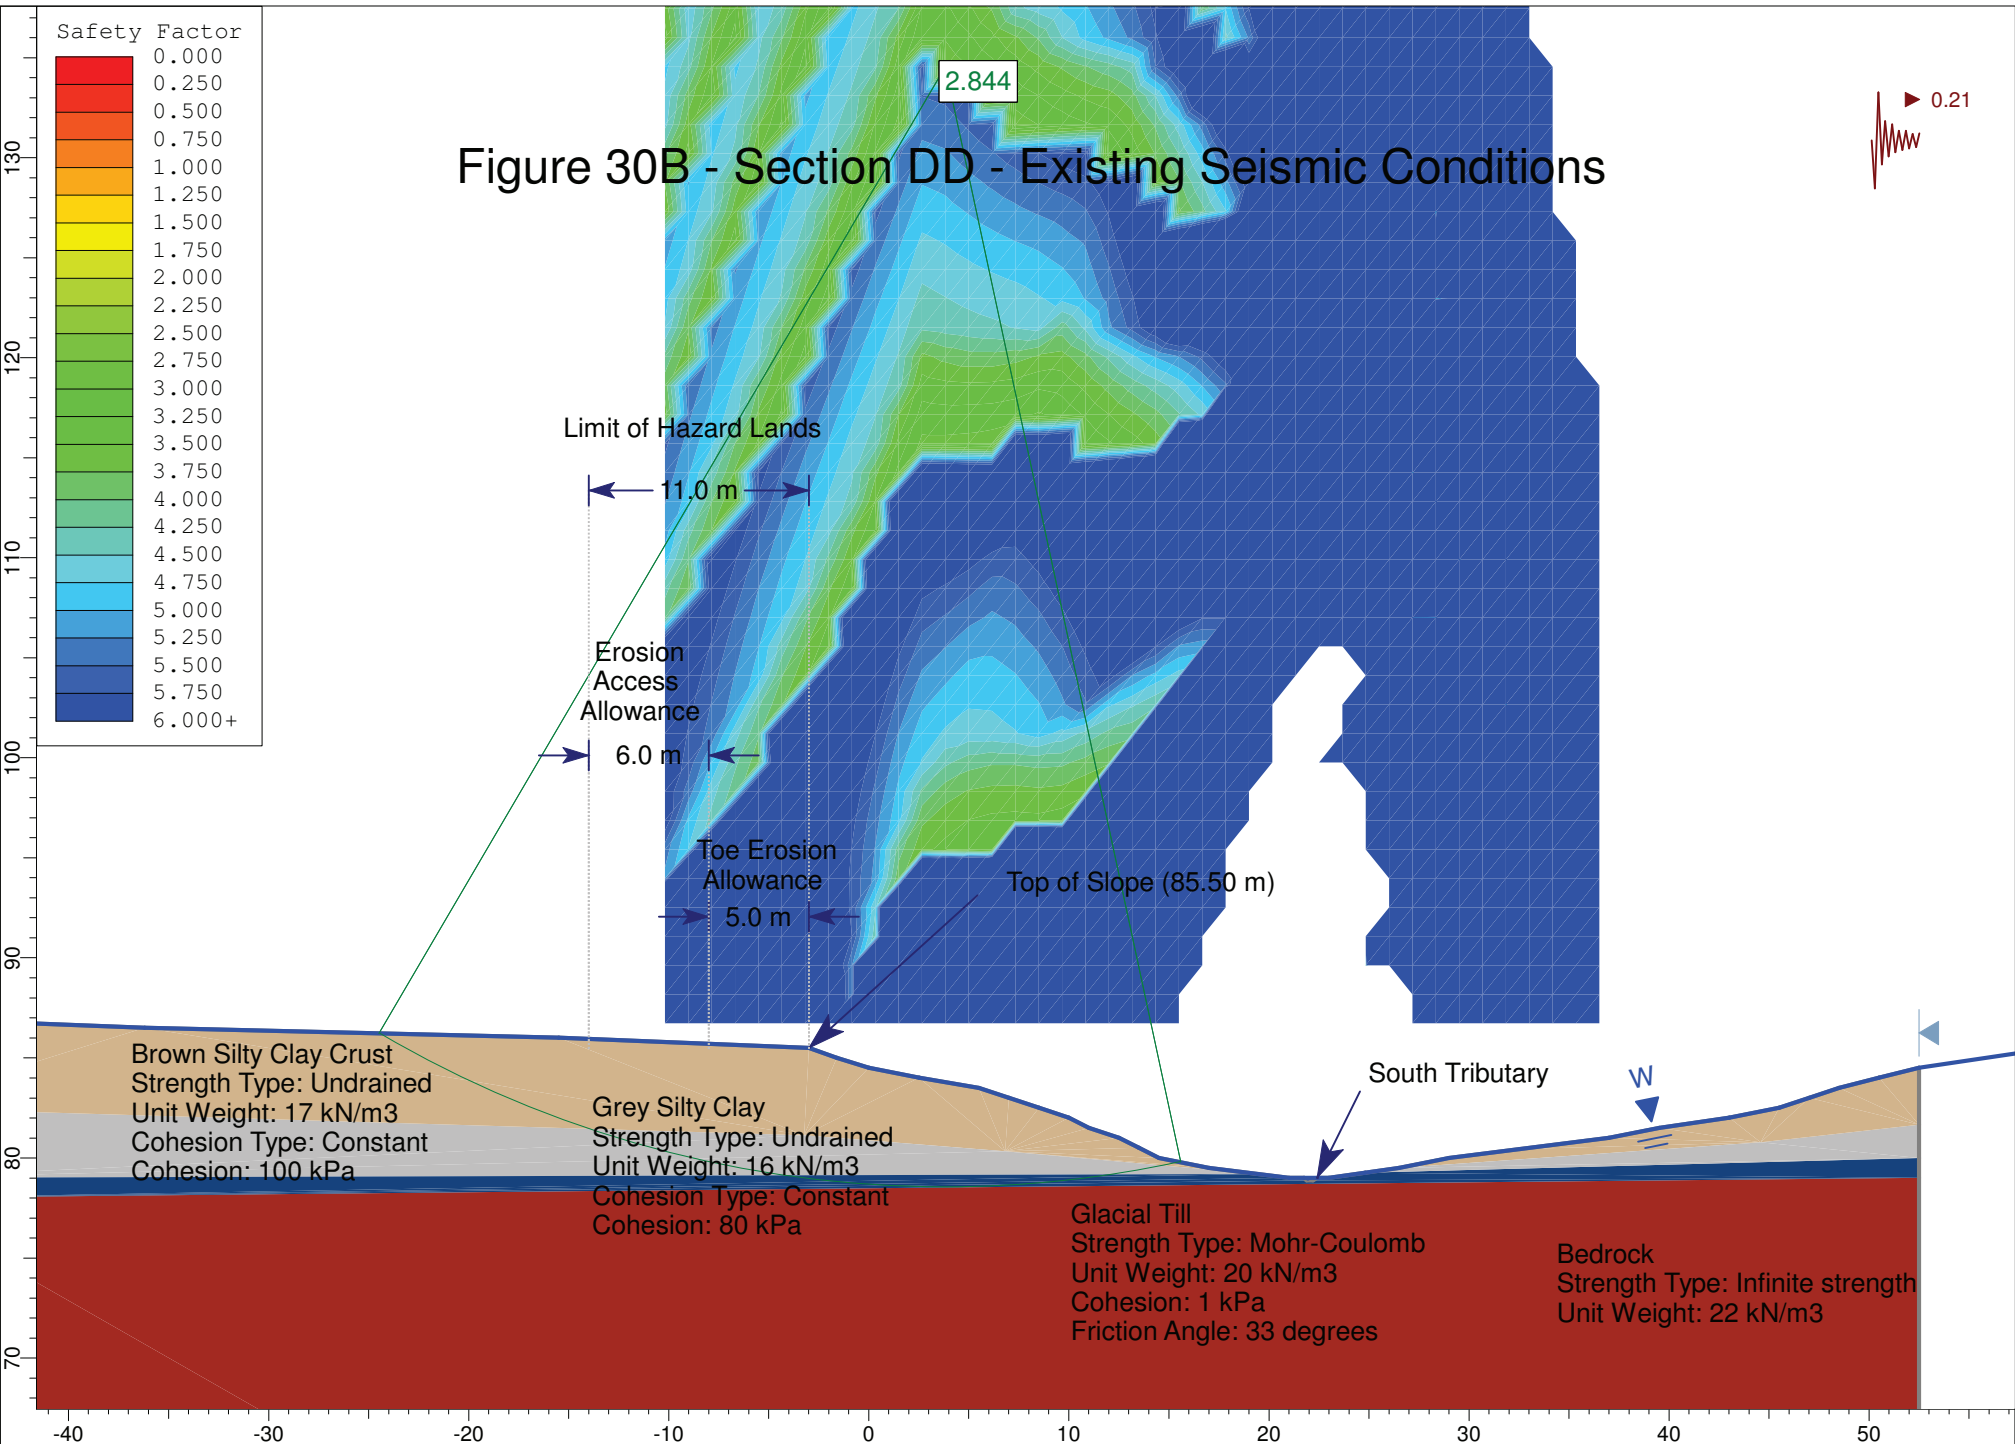 Safety Factor
0.000
0.250
0.500
0.750
1.000
1.250
1.500
1.750
2.000
2.250
2.500
2.750
3.000
3.250
3.500
3.750
4.000
4.250
4.500
4.750
5.000
5.250
5.500
5.750
6.000+
2.844
0.21
Figure 30B - Section DD - Existing Seismic Conditions
Limit of Hazard Lands
11.0 m
Erosion
Access
Allowance
6.0 m
Toe Erosion
Allowance
5.0 m
Top of Slope (85.50 m)
South Tributary
W
Brown Silty Clay Crust
Strength Type: Undrained
Unit Weight: 17 kN/m3
Cohesion Type: Constant
Cohesion: 100 kPa
Grey Silty Clay
Strength Type: Undrained
Unit Weight: 16 kN/m3
Cohesion Type: Constant
Cohesion: 80 kPa
Glacial Till
Strength Type: Mohr-Coulomb
Unit Weight: 20 kN/m3
Cohesion: 1 kPa
Friction Angle: 33 degrees
Bedrock
Strength Type: Infinite strength
Unit Weight: 22 kN/m3
130
120
110
100
90
80
70
-40 -30 -20 -10 0 10 20 30 40 50